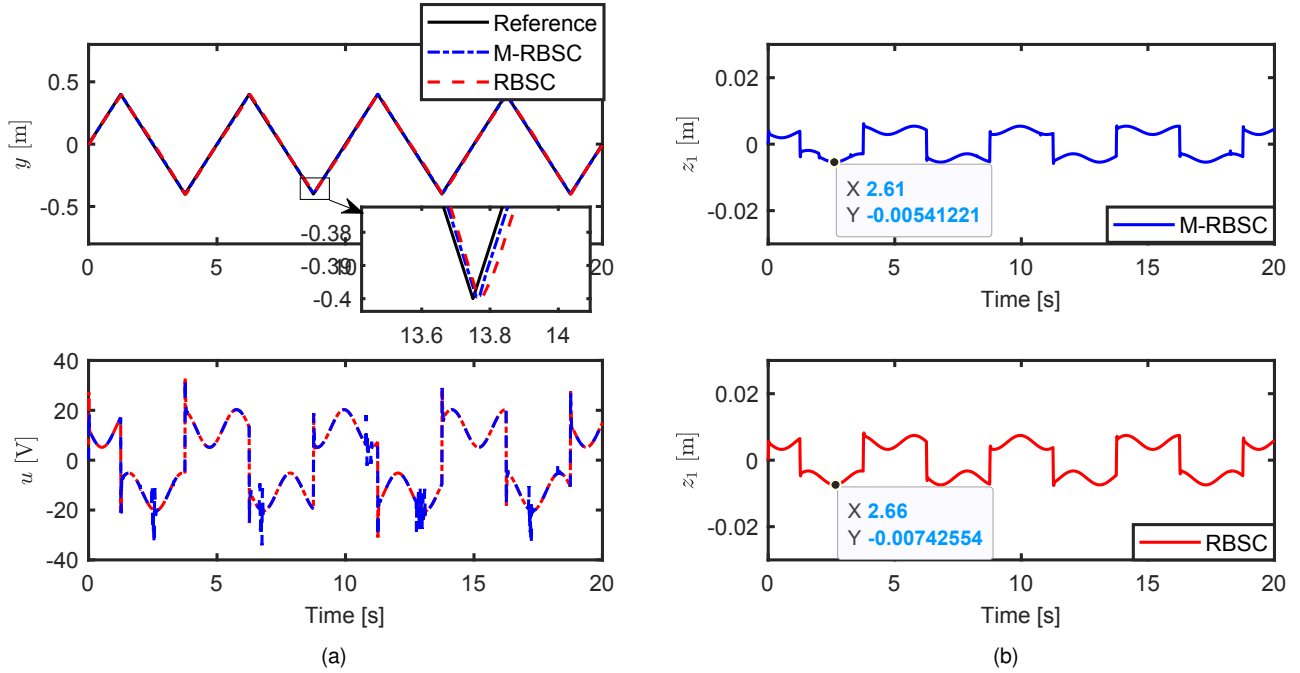 Reference
M-RBSC
RBSC
0.5
0
-0.5
y [m]
0
5
10
15
20
-0.38
-0.39
-0.4
13.6
13.8
14
40
20
0
-20
-40
u [V]
0
5
10
15
20
Time [s]
(a)
0.02
0
-0.02
z1 [m]
X 2.61
Y -0.00541221
M-RBSC
0
5
10
15
20
Time [s]
0.02
0
-0.02
z1 [m]
X 2.66
Y -0.00742554
RBSC
0
5
10
15
20
Time [s]
(b)